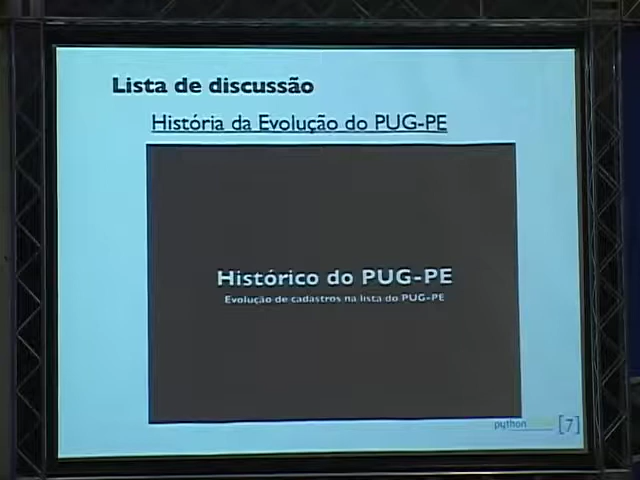 Lista de discussão
História da Evolução do PUG-PE
Histórico do PUG-PE
Evolução de cadastros na lista do PUG-PE
python
[7]